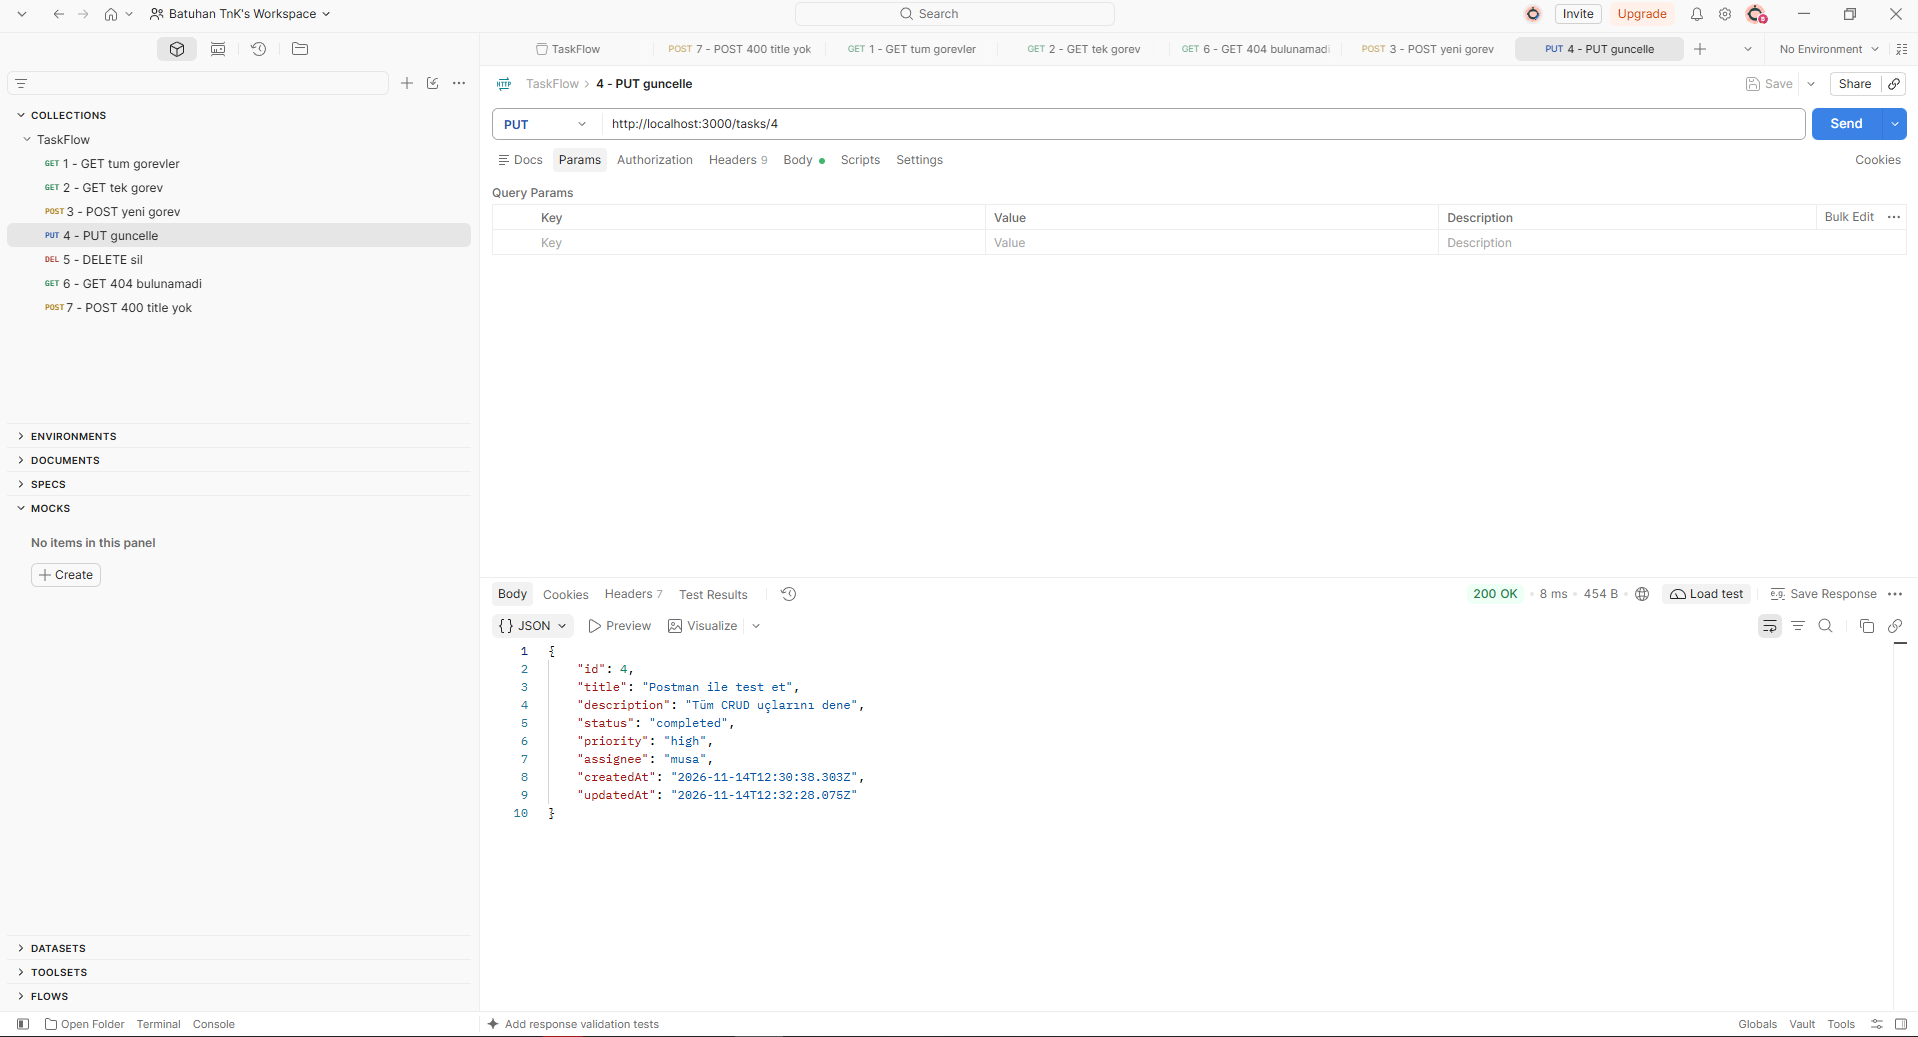 Batuhan TnK's Workspace
Search
Invite
Upgrade
TaskFlow
POST 7 - POST 400 title yok
GET 1 - GET tum gorevler
GET 2 - GET tek gorev
GET 6 - GET 404 bulunamadi
POST 3 - POST yeni gorev
PUT 4 - PUT guncelle
No Environment
COLLECTIONS
TaskFlow
GET 1 - GET tum gorevler
GET 2 - GET tek gorev
POST 3 - POST yeni gorev
PUT 4 - PUT guncelle
DEL 5 - DELETE sil
GET 6 - GET 404 bulunamadi
POST 7 - POST 400 title yok
ENVIRONMENTS
DOCUMENTS
SPECS
MOCKS
No items in this panel
Create
DATASETS
TOOLSETS
FLOWS
HTTP TaskFlow > 4 - PUT guncelle
Save
Share
PUT http://localhost:3000/tasks/4
Send
Docs Params Authorization Headers 9 Body Scripts Settings
Cookies
Query Params
Key Value Description Bulk Edit
Key Value Description
Body Cookies Headers 7 Test Results
200 OK 8 ms 454 B Load test e.g. Save Response
{} JSON Preview Visualize
1 {
2 "id": 4,
3 "title": "Postman ile test et",
4 "description": "Tüm CRUD uçlarını dene",
5 "status": "completed",
6 "priority": "high",
7 "assignee": "musa",
8 "createdAt": "2026-11-14T12:30:38.303Z",
9 "updatedAt": "2026-11-14T12:32:28.075Z"
10 }
Open Folder Terminal Console
Add response validation tests
Globals Vault Tools